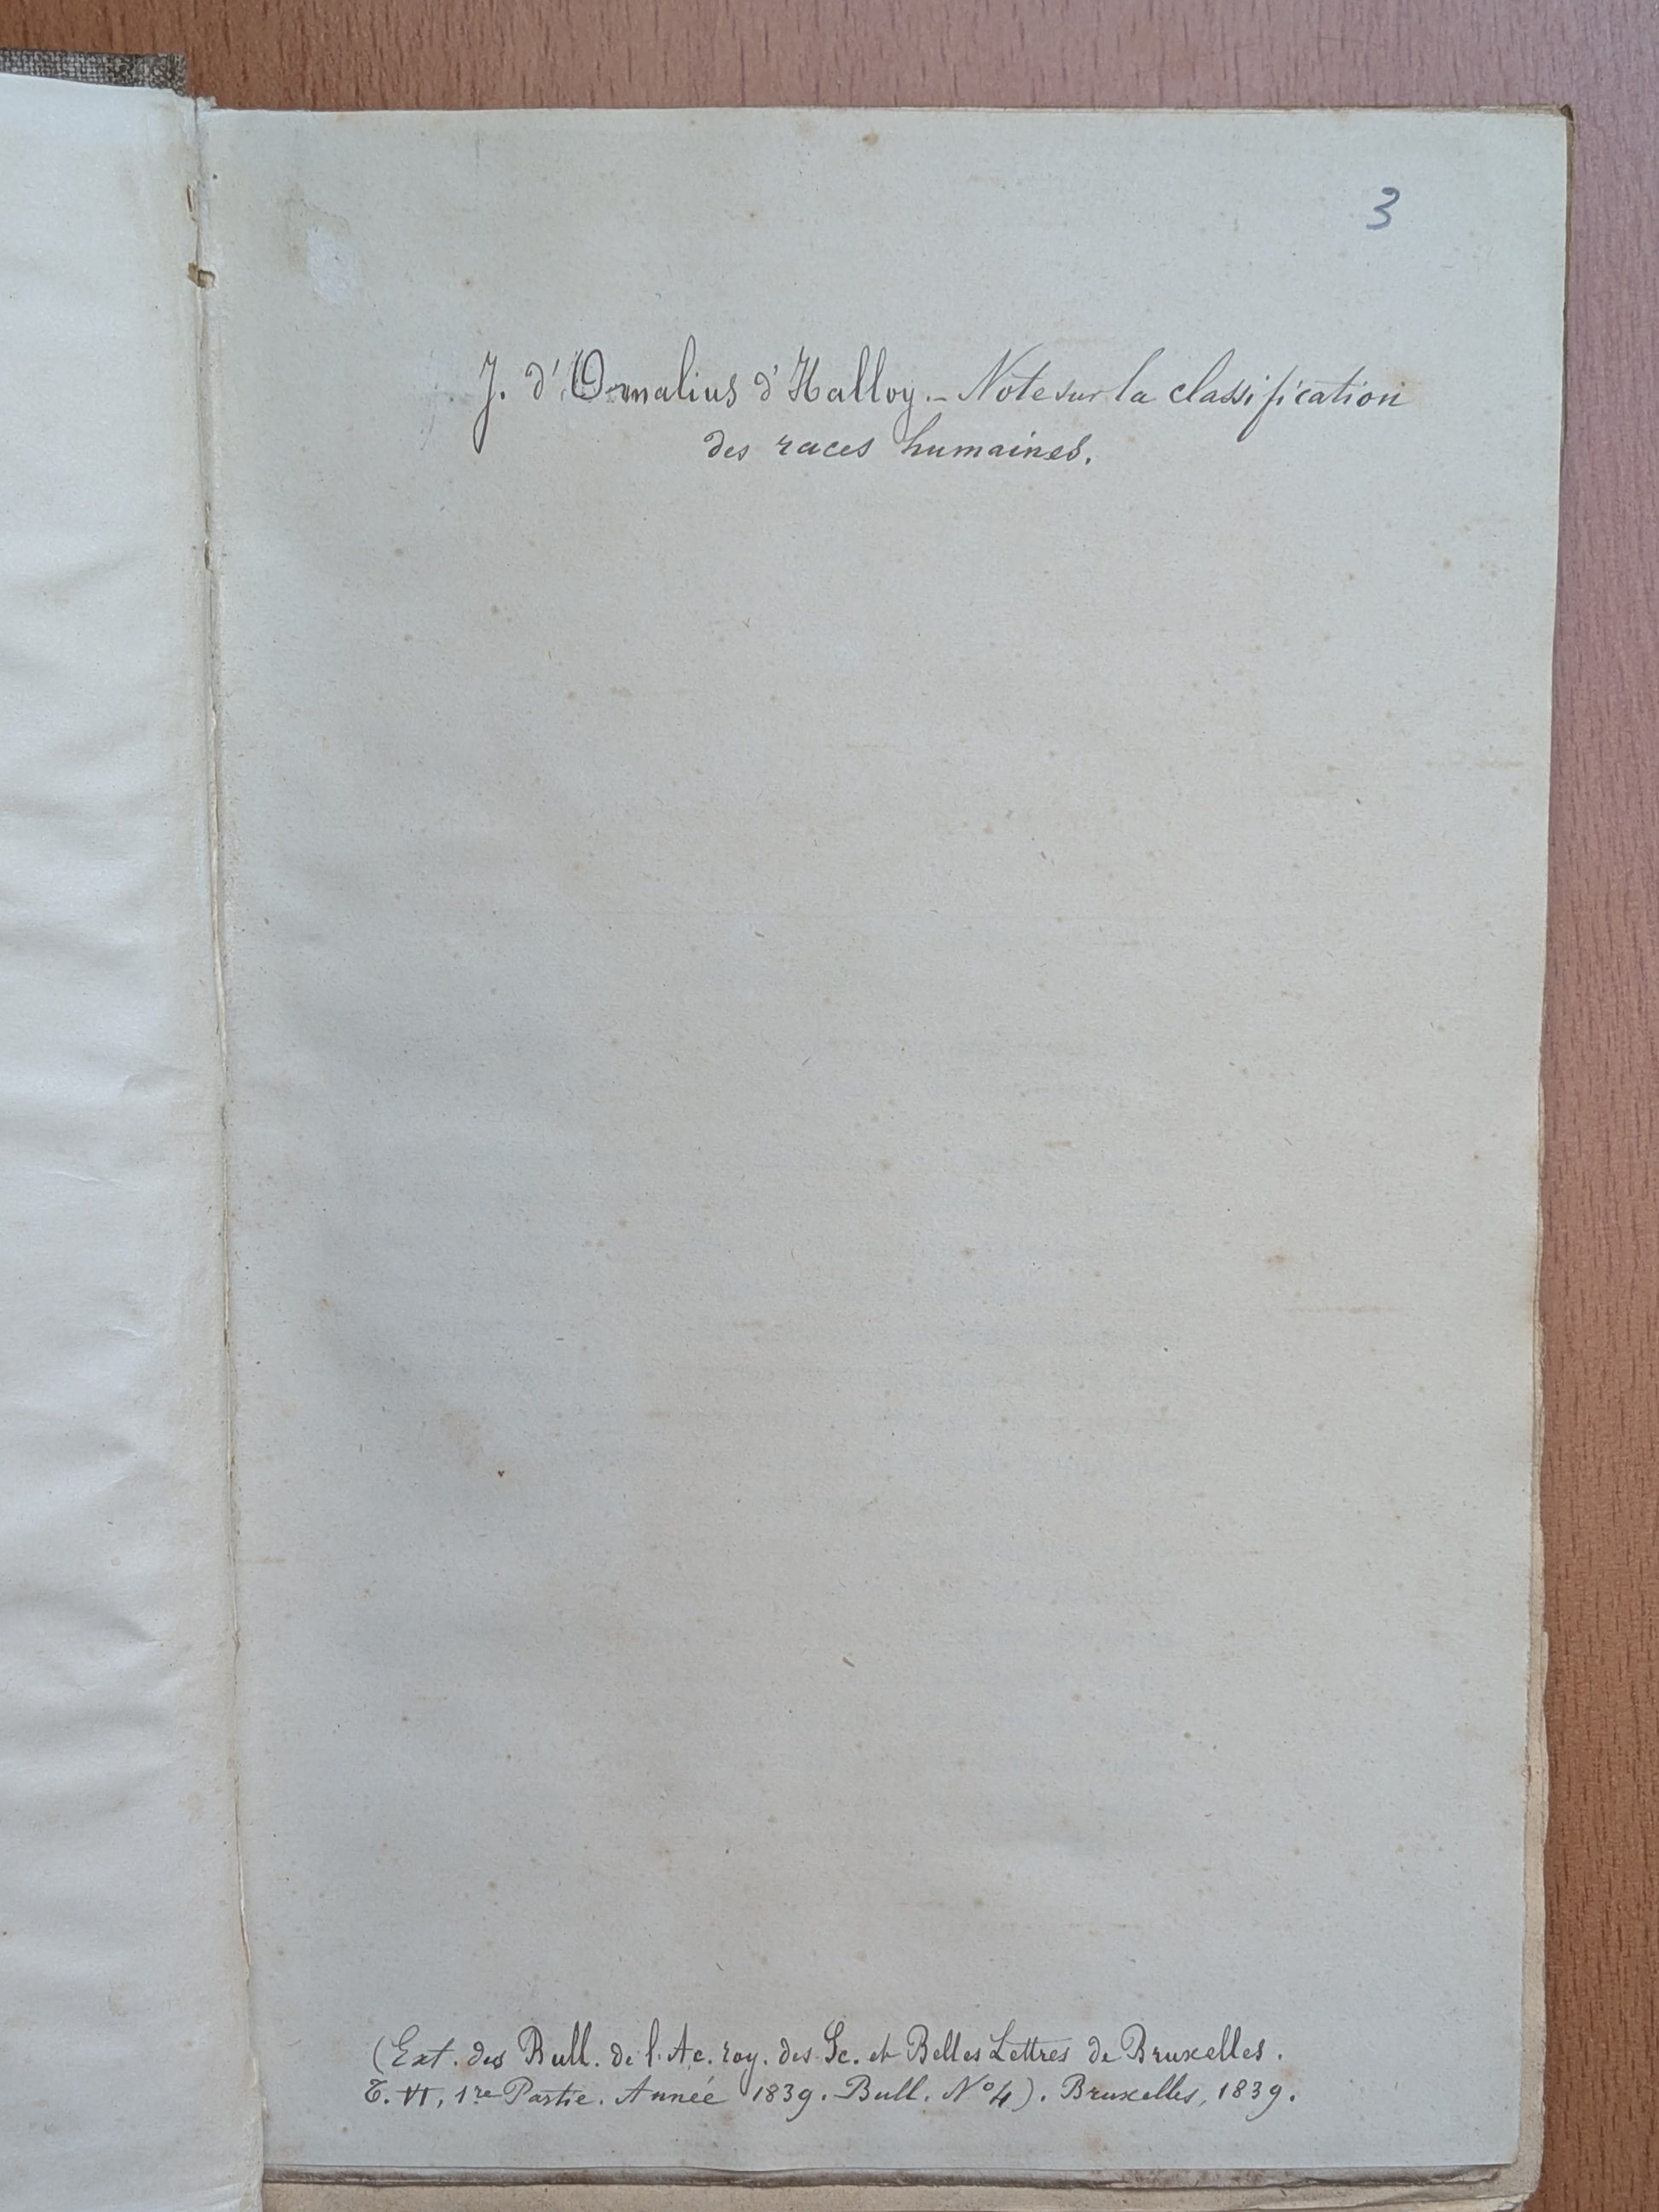 3
J. d'Omalius d'Halloy. - Note sur la classification
des races humaines.
(Ext. des Bull. de l. Ac. roy. des Sc. et Belles Lettres de Bruxelles.
T. VI, 1re Partie. Année 1839. Bull. No 4). Bruxelles, 1839.